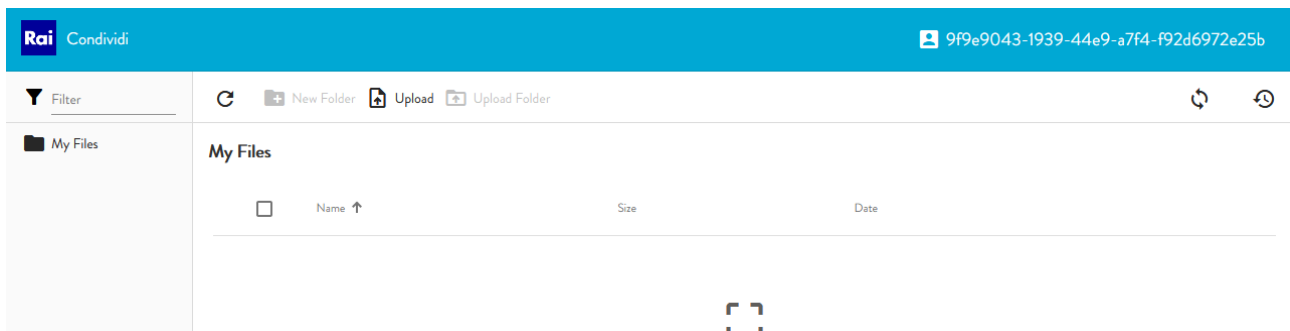 Rai Condividi
9f9e9043-1939-44e9-a7f4-f92d6972e25b
Filter
New Folder Upload Upload Folder
My Files
My Files
Name Size Date